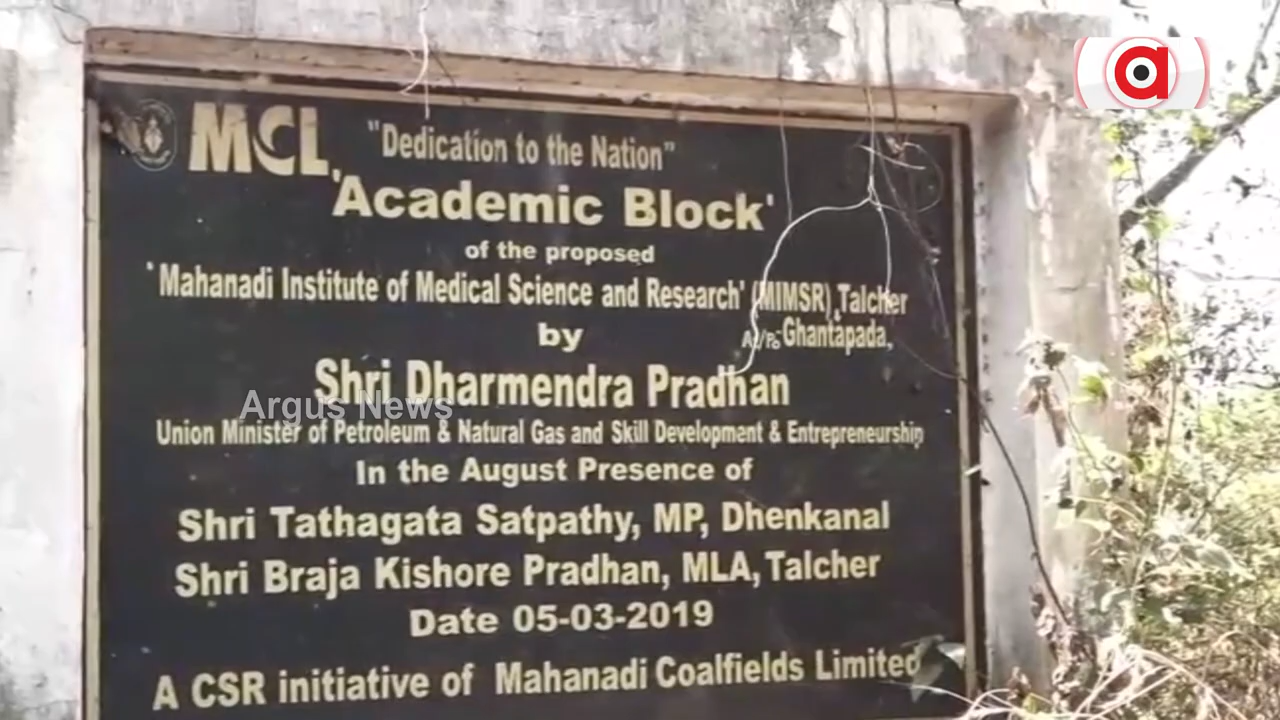 MCL "Dedication to the Nation"
'Academic Block'
of the proposed
'Mahanadi Institute of Medical Science and Research' (MIMSR), Talcher
by At/Po- Ghantapada,
Shri Dharmendra Pradhan
Argus News
Union Minister of Petroleum & Natural Gas and Skill Development & Entrepreneurship
In the August Presence of
Shri Tathagata Satpathy, MP, Dhenkanal
Shri Braja Kishore Pradhan, MLA, Talcher
Date 05-03-2019
A CSR initiative of Mahanadi Coalfields Limited
a